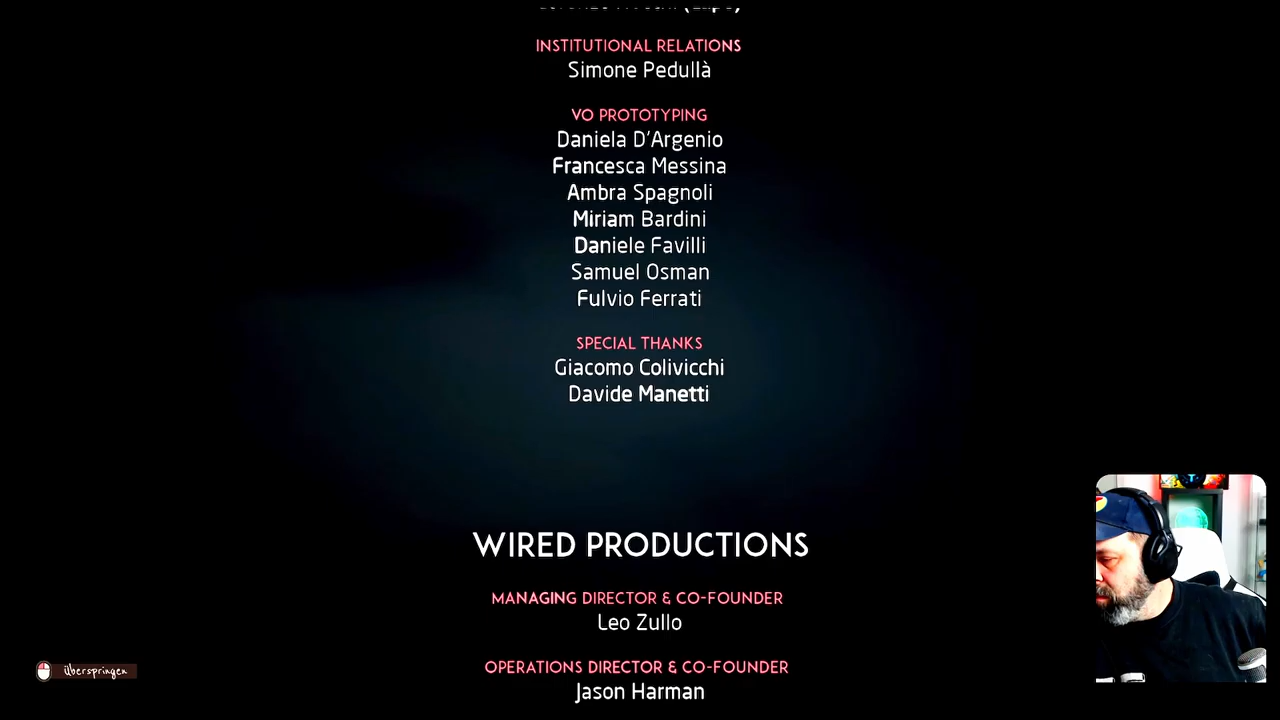 INSTITUTIONAL RELATIONS
Simone Pedullà
VO PROTOTYPING
Daniela D'Argenio
Francesca Messina
Ambra Spagnoli
Miriam Bardini
Daniele Favilli
Samuel Osman
Fulvio Ferrati
SPECIAL THANKS
Giacomo Colivicchi
Davide Manetti
WIRED PRODUCTIONS
MANAGING DIRECTOR & CO-FOUNDER
Leo Zullo
OPERATIONS DIRECTOR & CO-FOUNDER
Jason Harman
Überspringen